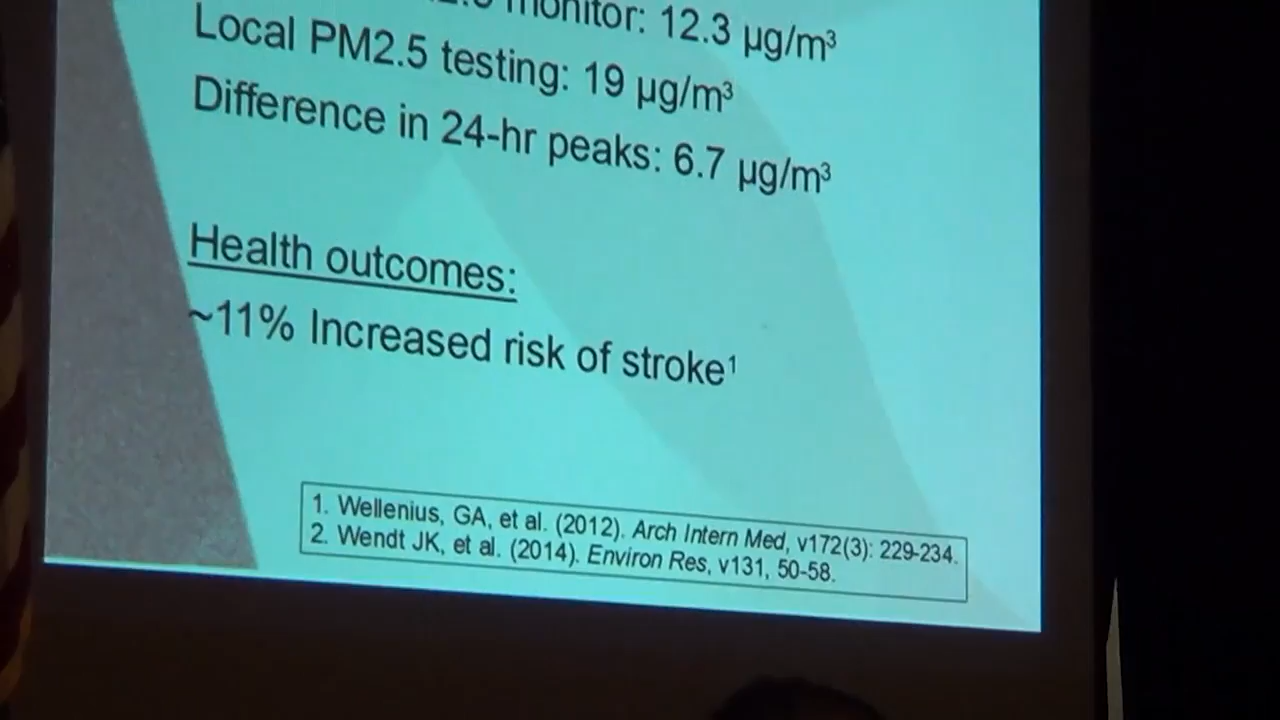 monitor: 12.3 µg/m³
Local PM2.5 testing: 19 µg/m³
Difference in 24-hr peaks: 6.7 µg/m³
Health outcomes:
~11% Increased risk of stroke¹
1. Wellenius, GA, et al. (2012). Arch Intern Med, v172(3): 229-234.
2. Wendt JK, et al. (2014). Environ Res, v131, 50-58.